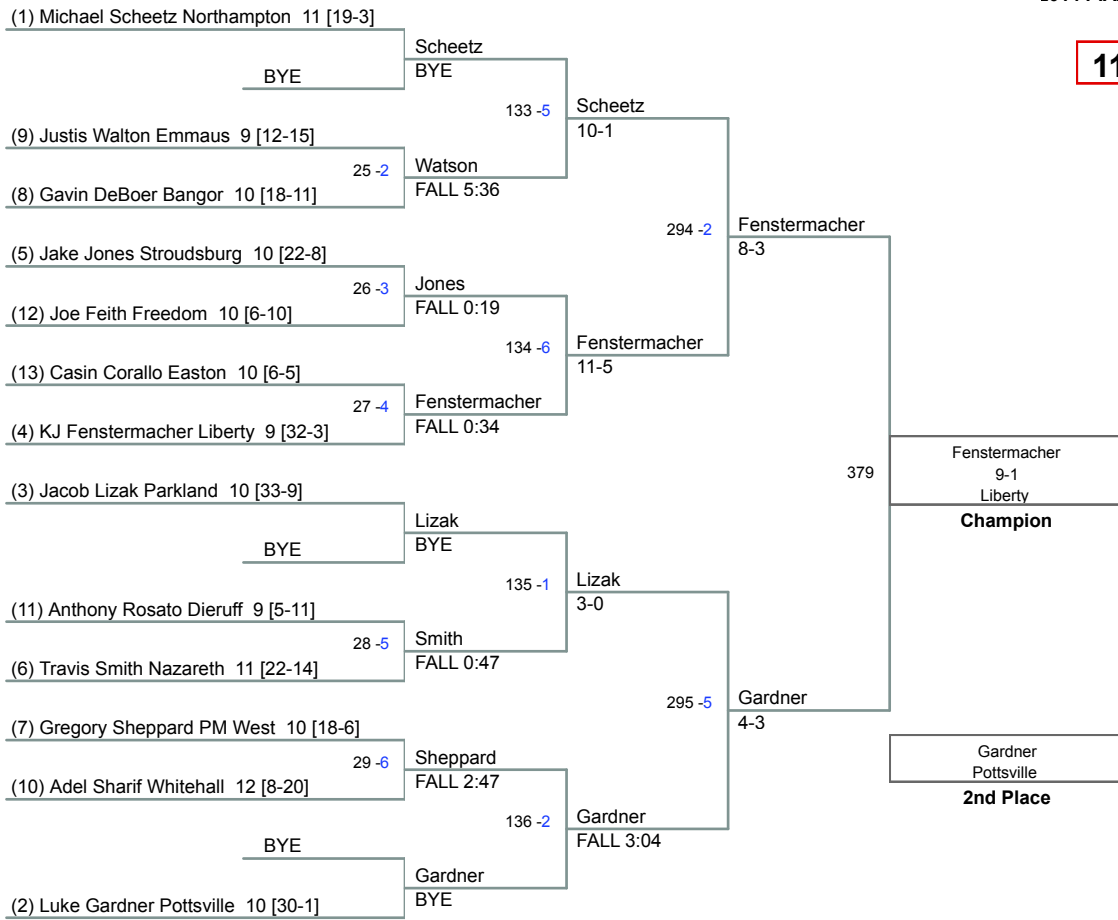 (1) Michael Scheetz Northampton 11 [19-3]
Scheetz
BYE
BYE
133 -5
Scheetz
10-1
(9) Justis Walton Emmaus 9 [12-15]
25 -2
Watson
FALL 5:36
(8) Gavin DeBoer Bangor 10 [18-11]
294 -2
Fenstermacher
8-3
(5) Jake Jones Stroudsburg 10 [22-8]
26 -3
Jones
FALL 0:19
(12) Joe Feith Freedom 10 [6-10]
134 -6
Fenstermacher
11-5
(13) Casin Corallo Easton 10 [6-5]
27 -4
Fenstermacher
FALL 0:34
(4) KJ Fenstermacher Liberty 9 [32-3]
379
Fenstermacher
9-1
Liberty
Champion
(3) Jacob Lizak Parkland 10 [33-9]
Lizak
BYE
BYE
135 -1
Lizak
3-0
(11) Anthony Rosato Dieruff 9 [5-11]
28 -5
Smith
FALL 0:47
(6) Travis Smith Nazareth 11 [22-14]
295 -5
Gardner
4-3
(7) Gregory Sheppard PM West 10 [18-6]
29 -6
Sheppard
FALL 2:47
(10) Adel Sharif Whitehall 12 [8-20]
Gardner
Pottsville
2nd Place
136 -2
Gardner
FALL 3:04
BYE
Gardner
BYE
(2) Luke Gardner Pottsville 10 [30-1]
11